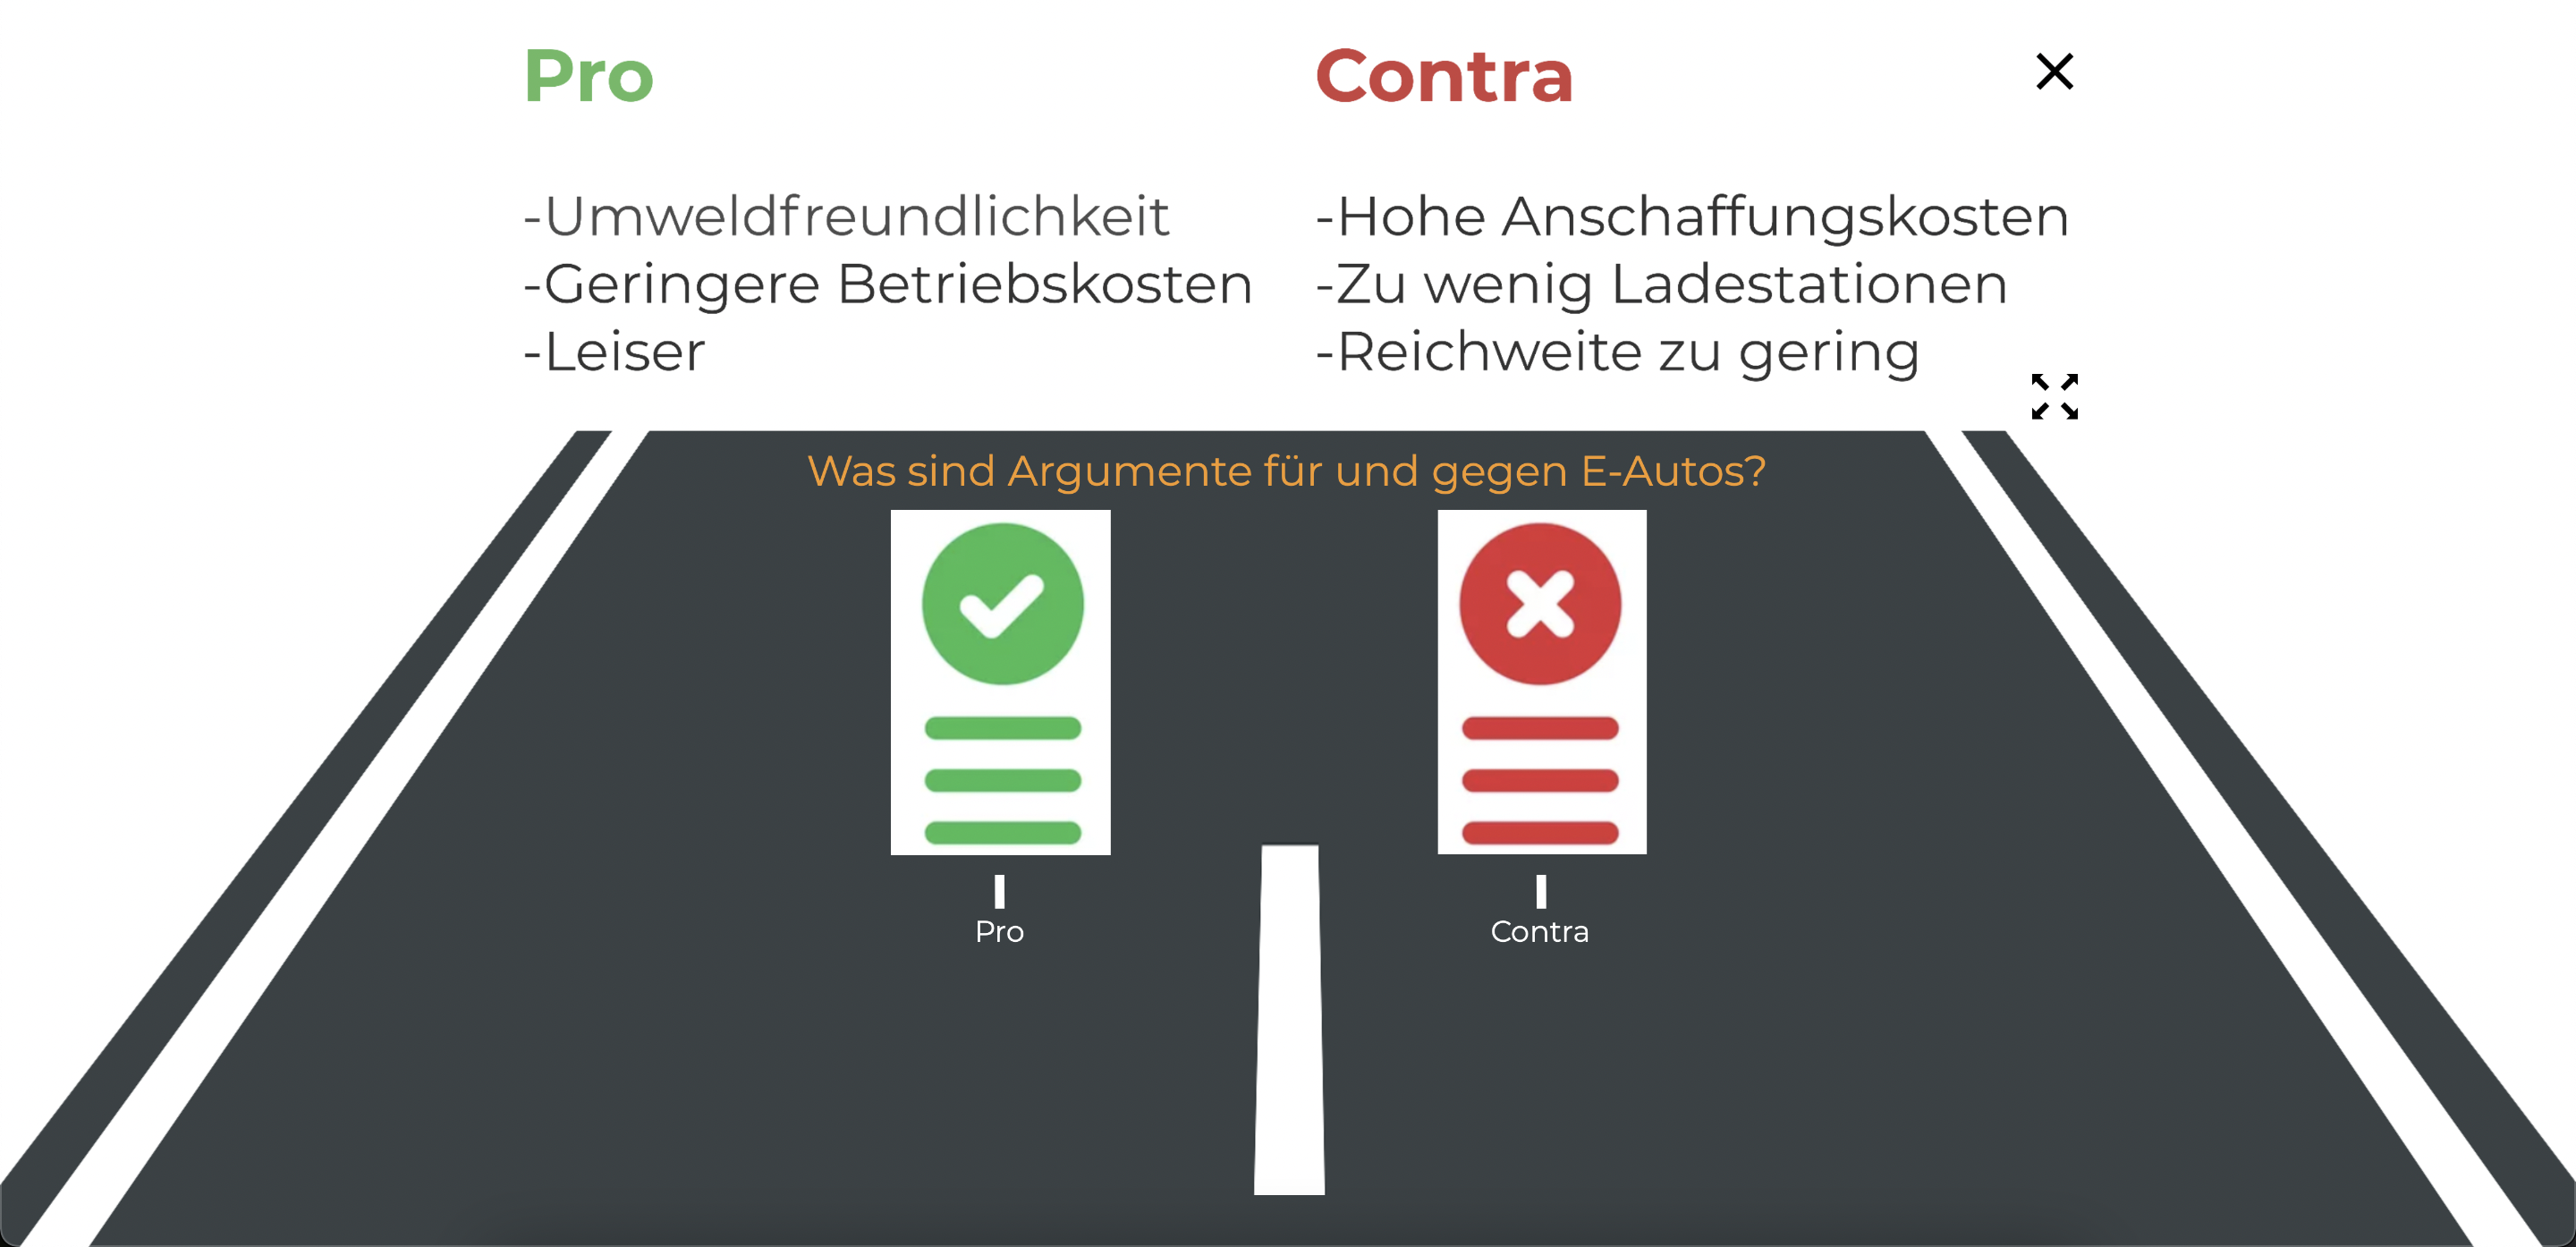 Pro
-Umweldfreundlichkeit
-Geringere Betriebskosten
-Leiser
Contra
-Hohe Anschaffungskosten
-Zu wenig Ladestationen
-Reichweite zu gering
Was sind Argumente für und gegen E-Autos?
Pro
Contra